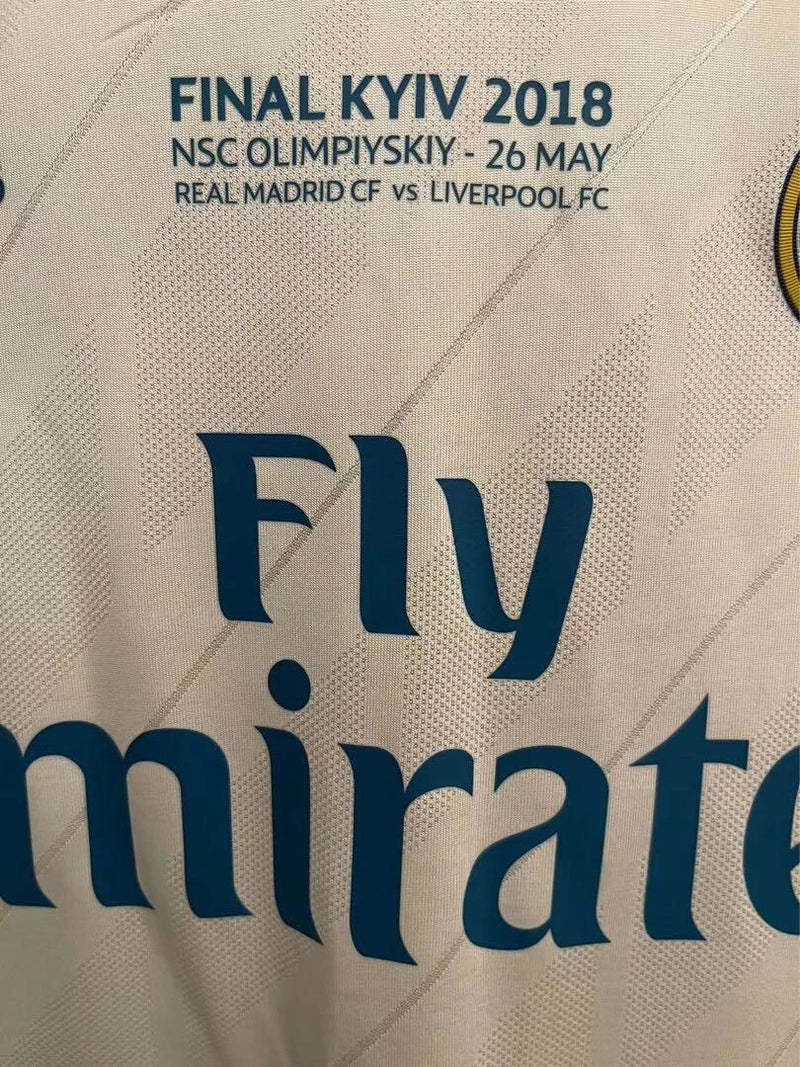 FINAL KYIV 2018
NSC OLIMPIYSKIY - 26 MAY
REAL MADRID CF vs LIVERPOOL FC
Fly
mirate